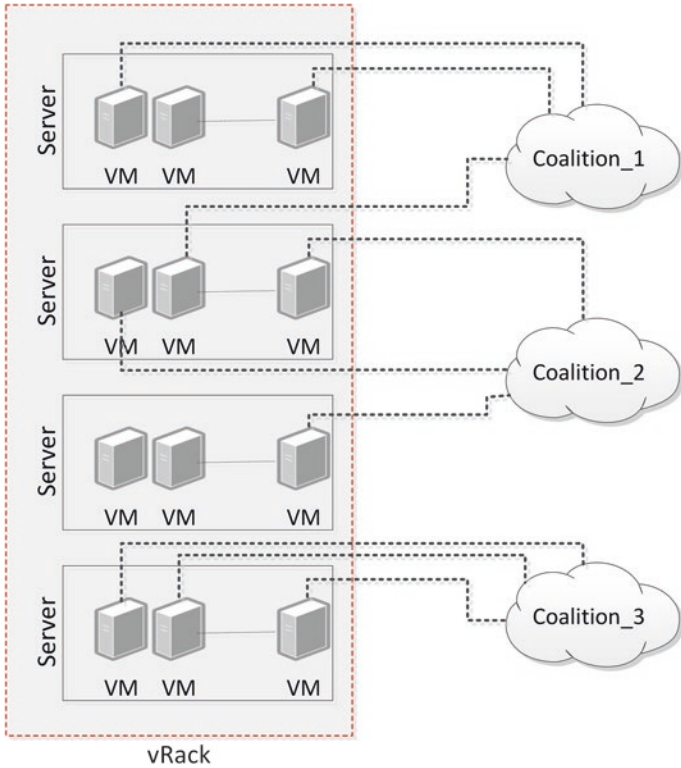 Server
VM VM VM
Coalition_1
Server
VM VM VM
Coalition_2
Server
VM VM VM
Server
VM VM VM
Coalition_3
vRack